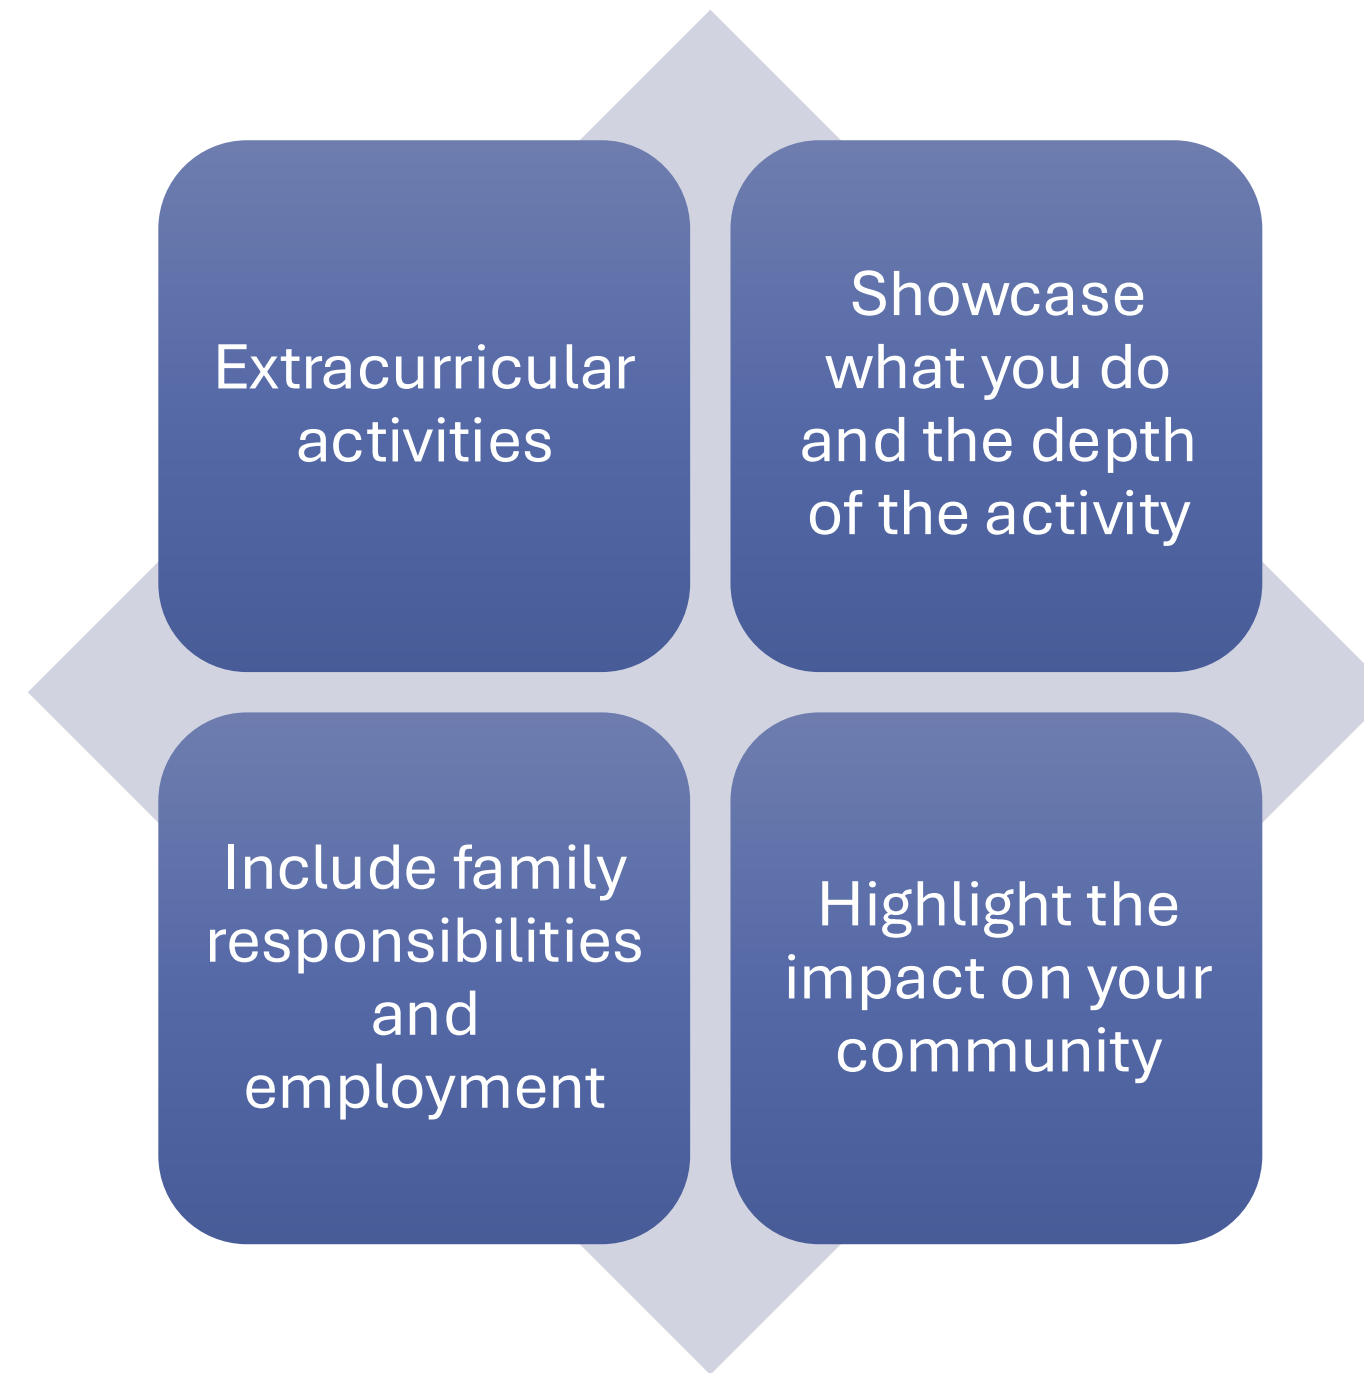 Extracurricular
activities
Showcase
what you do
and the depth
of the activity
Include family
responsibilities
and
employment
Highlight the
impact on your
community